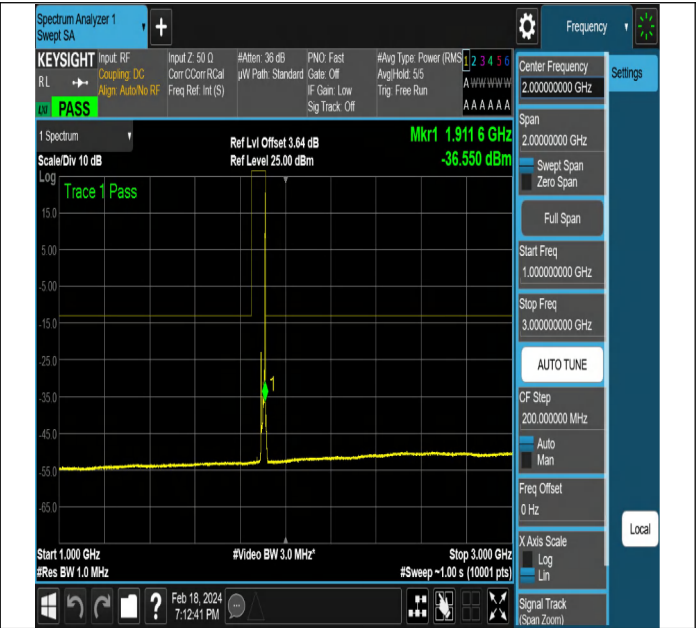 Spectrum Analyzer 1
Swept SA
+
Frequency
KEYSIGHT
RL
LXI
PASS
Input: RF
Coupling: DC
Align: Auto/No RF
Input Z: 50 Ω
Corr CCorr RCal
Freq Ref: Int (S)
#Atten: 36 dB
µW Path: Standard
PNO: Fast
Gate: Off
IF Gain: Low
Sig Track: Off
#Avg Type: Power (RMS
Avg|Hold: 5/5
Trig: Free Run
1 2 3 4 5 6
A W W W W W
A A A A A A
1 Spectrum
Scale/Div 10 dB
Log
Ref Lvl Offset 3.64 dB
Ref Level 25.00 dBm
Mkr1 1.911 6 GHz
-36.550 dBm
Trace 1 Pass
15.0
5.00
-5.00
-15.0
-25.0
-35.0
-45.0
-55.0
-65.0
1
Start 1.000 GHz
#Res BW 1.0 MHz
#Video BW 3.0 MHz*
Stop 3.000 GHz
#Sweep ~1.00 s (10001 pts)
Center Frequency
2.000000000 GHz
Span
2.00000000 GHz
Swept Span
Zero Span
Full Span
Start Freq
1.000000000 GHz
Stop Freq
3.000000000 GHz
AUTO TUNE
CF Step
200.000000 MHz
Auto
Man
Freq Offset
0 Hz
X Axis Scale
Log
Lin
Signal Track
(Span Zoom)
Settings
Local
?
Feb 18, 2024
7:12:41 PM